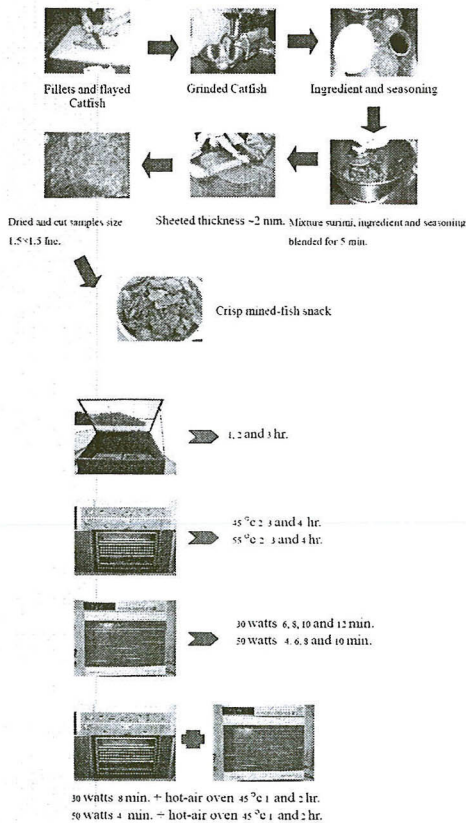 Fillets and flayed
Catfish
Grinded Catfish
Ingredient and seasoning
Dried and cut samples size
1.5×1.5 Inc.
Sheeted thickness ~2 mm.
Mixture surimi, ingredient and seasoning
blended for 5 min.
Crisp mined-fish snack
1, 2 and 3 hr.
45 °c 2 3 and 4 hr.
55 °c 2 3 and 4 hr.
30 watts 6, 8, 10 and 12 min.
50 watts 4, 6, 8 and 10 min.
30 watts 8 min. + hot-air oven 45 °c 1 and 2 hr.
50 watts 4 min. + hot-air oven 45 °c 1 and 2 hr.